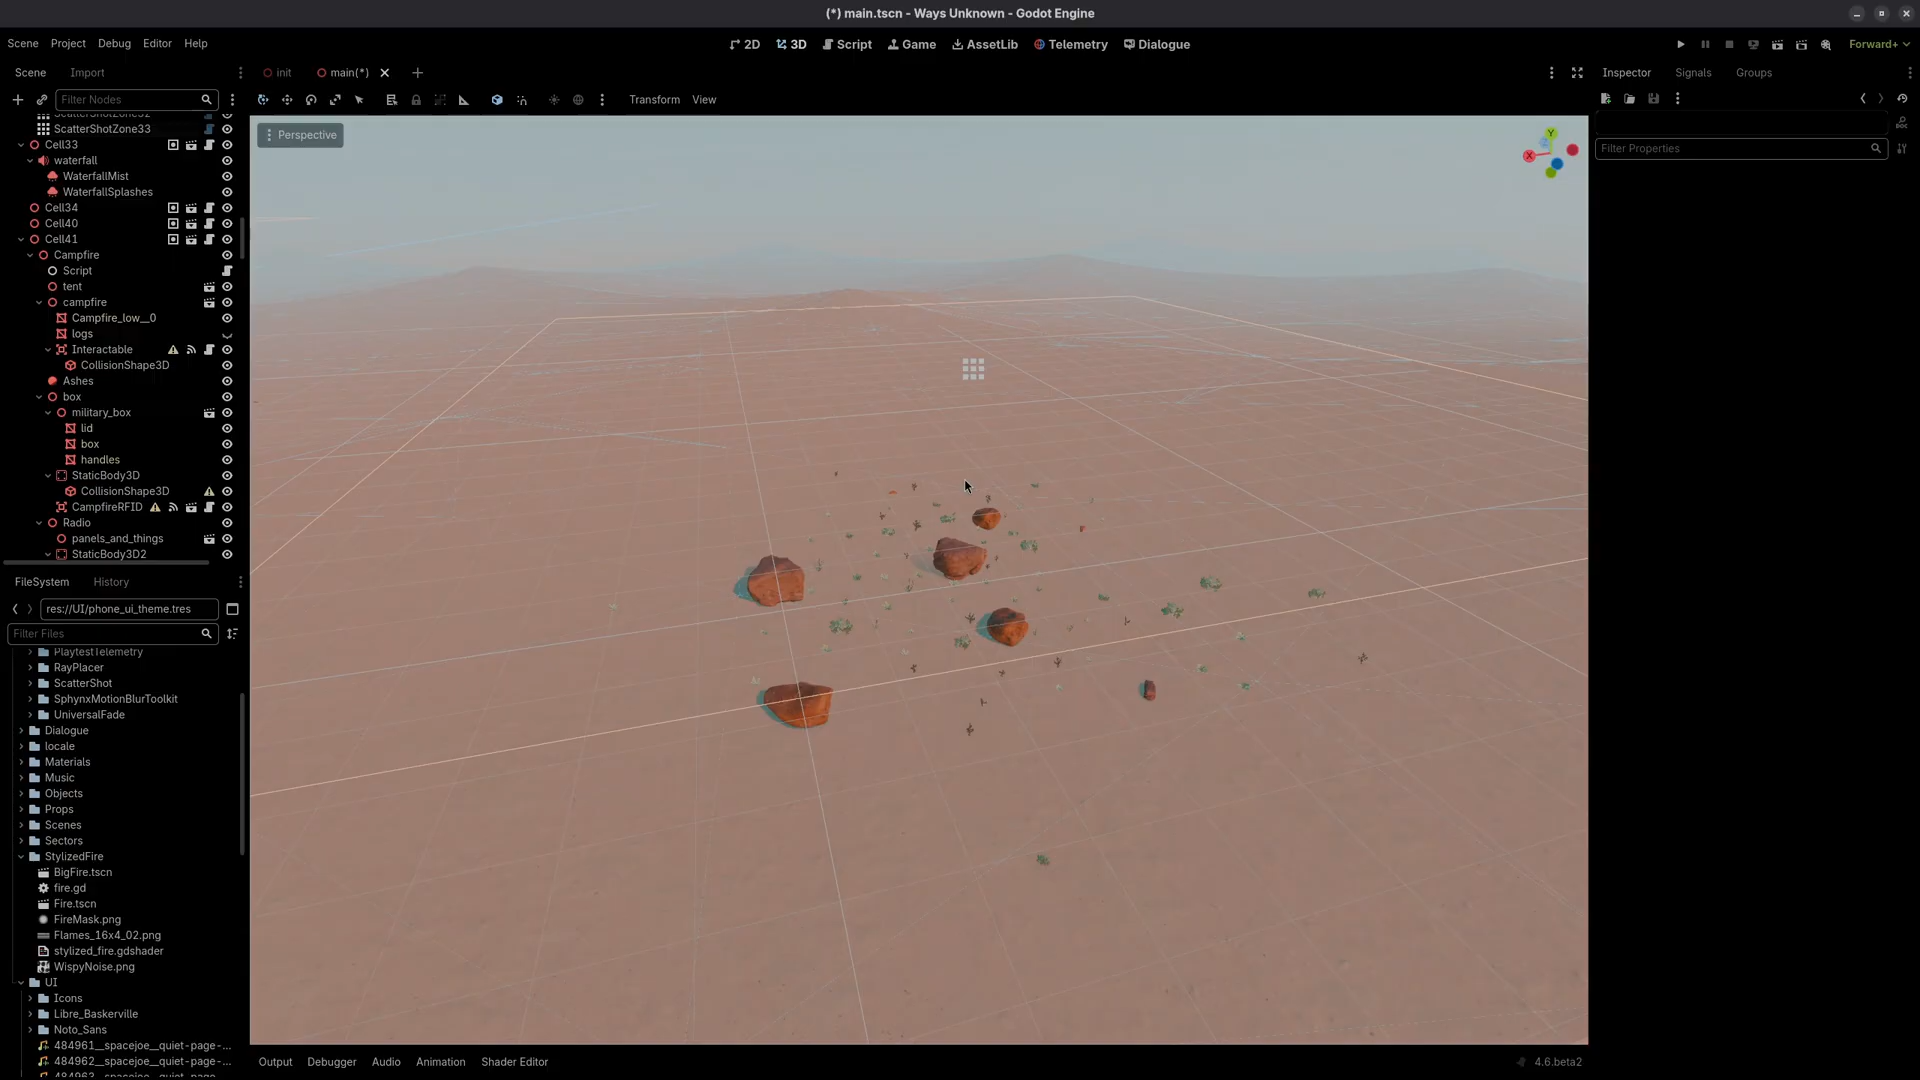 (*) main.tscn - Ways Unknown - Godot Engine
Scene Project Debug Editor Help
2D 3D Script Game AssetLib Telemetry Dialogue
Forward+
Scene Import
init main(*)
Inspector Signals Groups
Filter Nodes
Transform View
Perspective
Y
X
Filter Properties
ScatterShotZone32
ScatterShotZone33
Cell33
waterfall
WaterfallMist
WaterfallSplashes
Cell34
Cell40
Cell41
Campfire
Script
tent
campfire
Campfire_low__0
logs
Interactable
CollisionShape3D
Ashes
box
military_box
lid
box
handles
StaticBody3D
CollisionShape3D
CampfireRFID
Radio
panels_and_things
StaticBody3D2
FileSystem History
res://UI/phone_ui_theme.tres
Filter Files
PlaytestTelemetry
RayPlacer
ScatterShot
SphynxMotionBlurToolkit
UniversalFade
Dialogue
locale
Materials
Music
Objects
Props
Scenes
Sectors
StylizedFire
BigFire.tscn
fire.gd
Fire.tscn
FireMask.png
Flames_16x4_02.png
stylized_fire.gdshader
WispyNoise.png
UI
Icons
Libre_Baskerville
Noto_Sans
484961__spacejoe__quiet-page-...
484962__spacejoe__quiet-page-...
Output Debugger Audio Animation Shader Editor
4.6.beta2